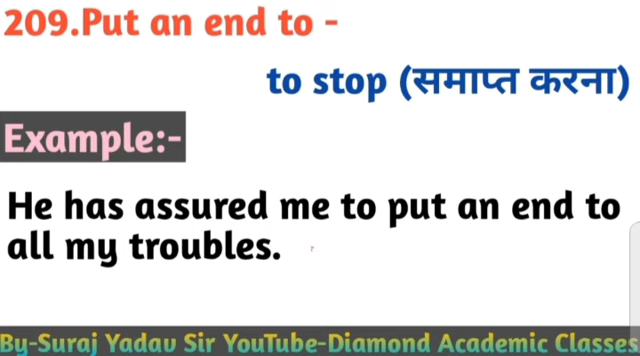 209.Put an end to -
to stop (समाप्त करना)
Example:-
He has assured me to put an end to
all my troubles.
By-Suraj Yadav Sir YouTube-Diamond Academic Classes